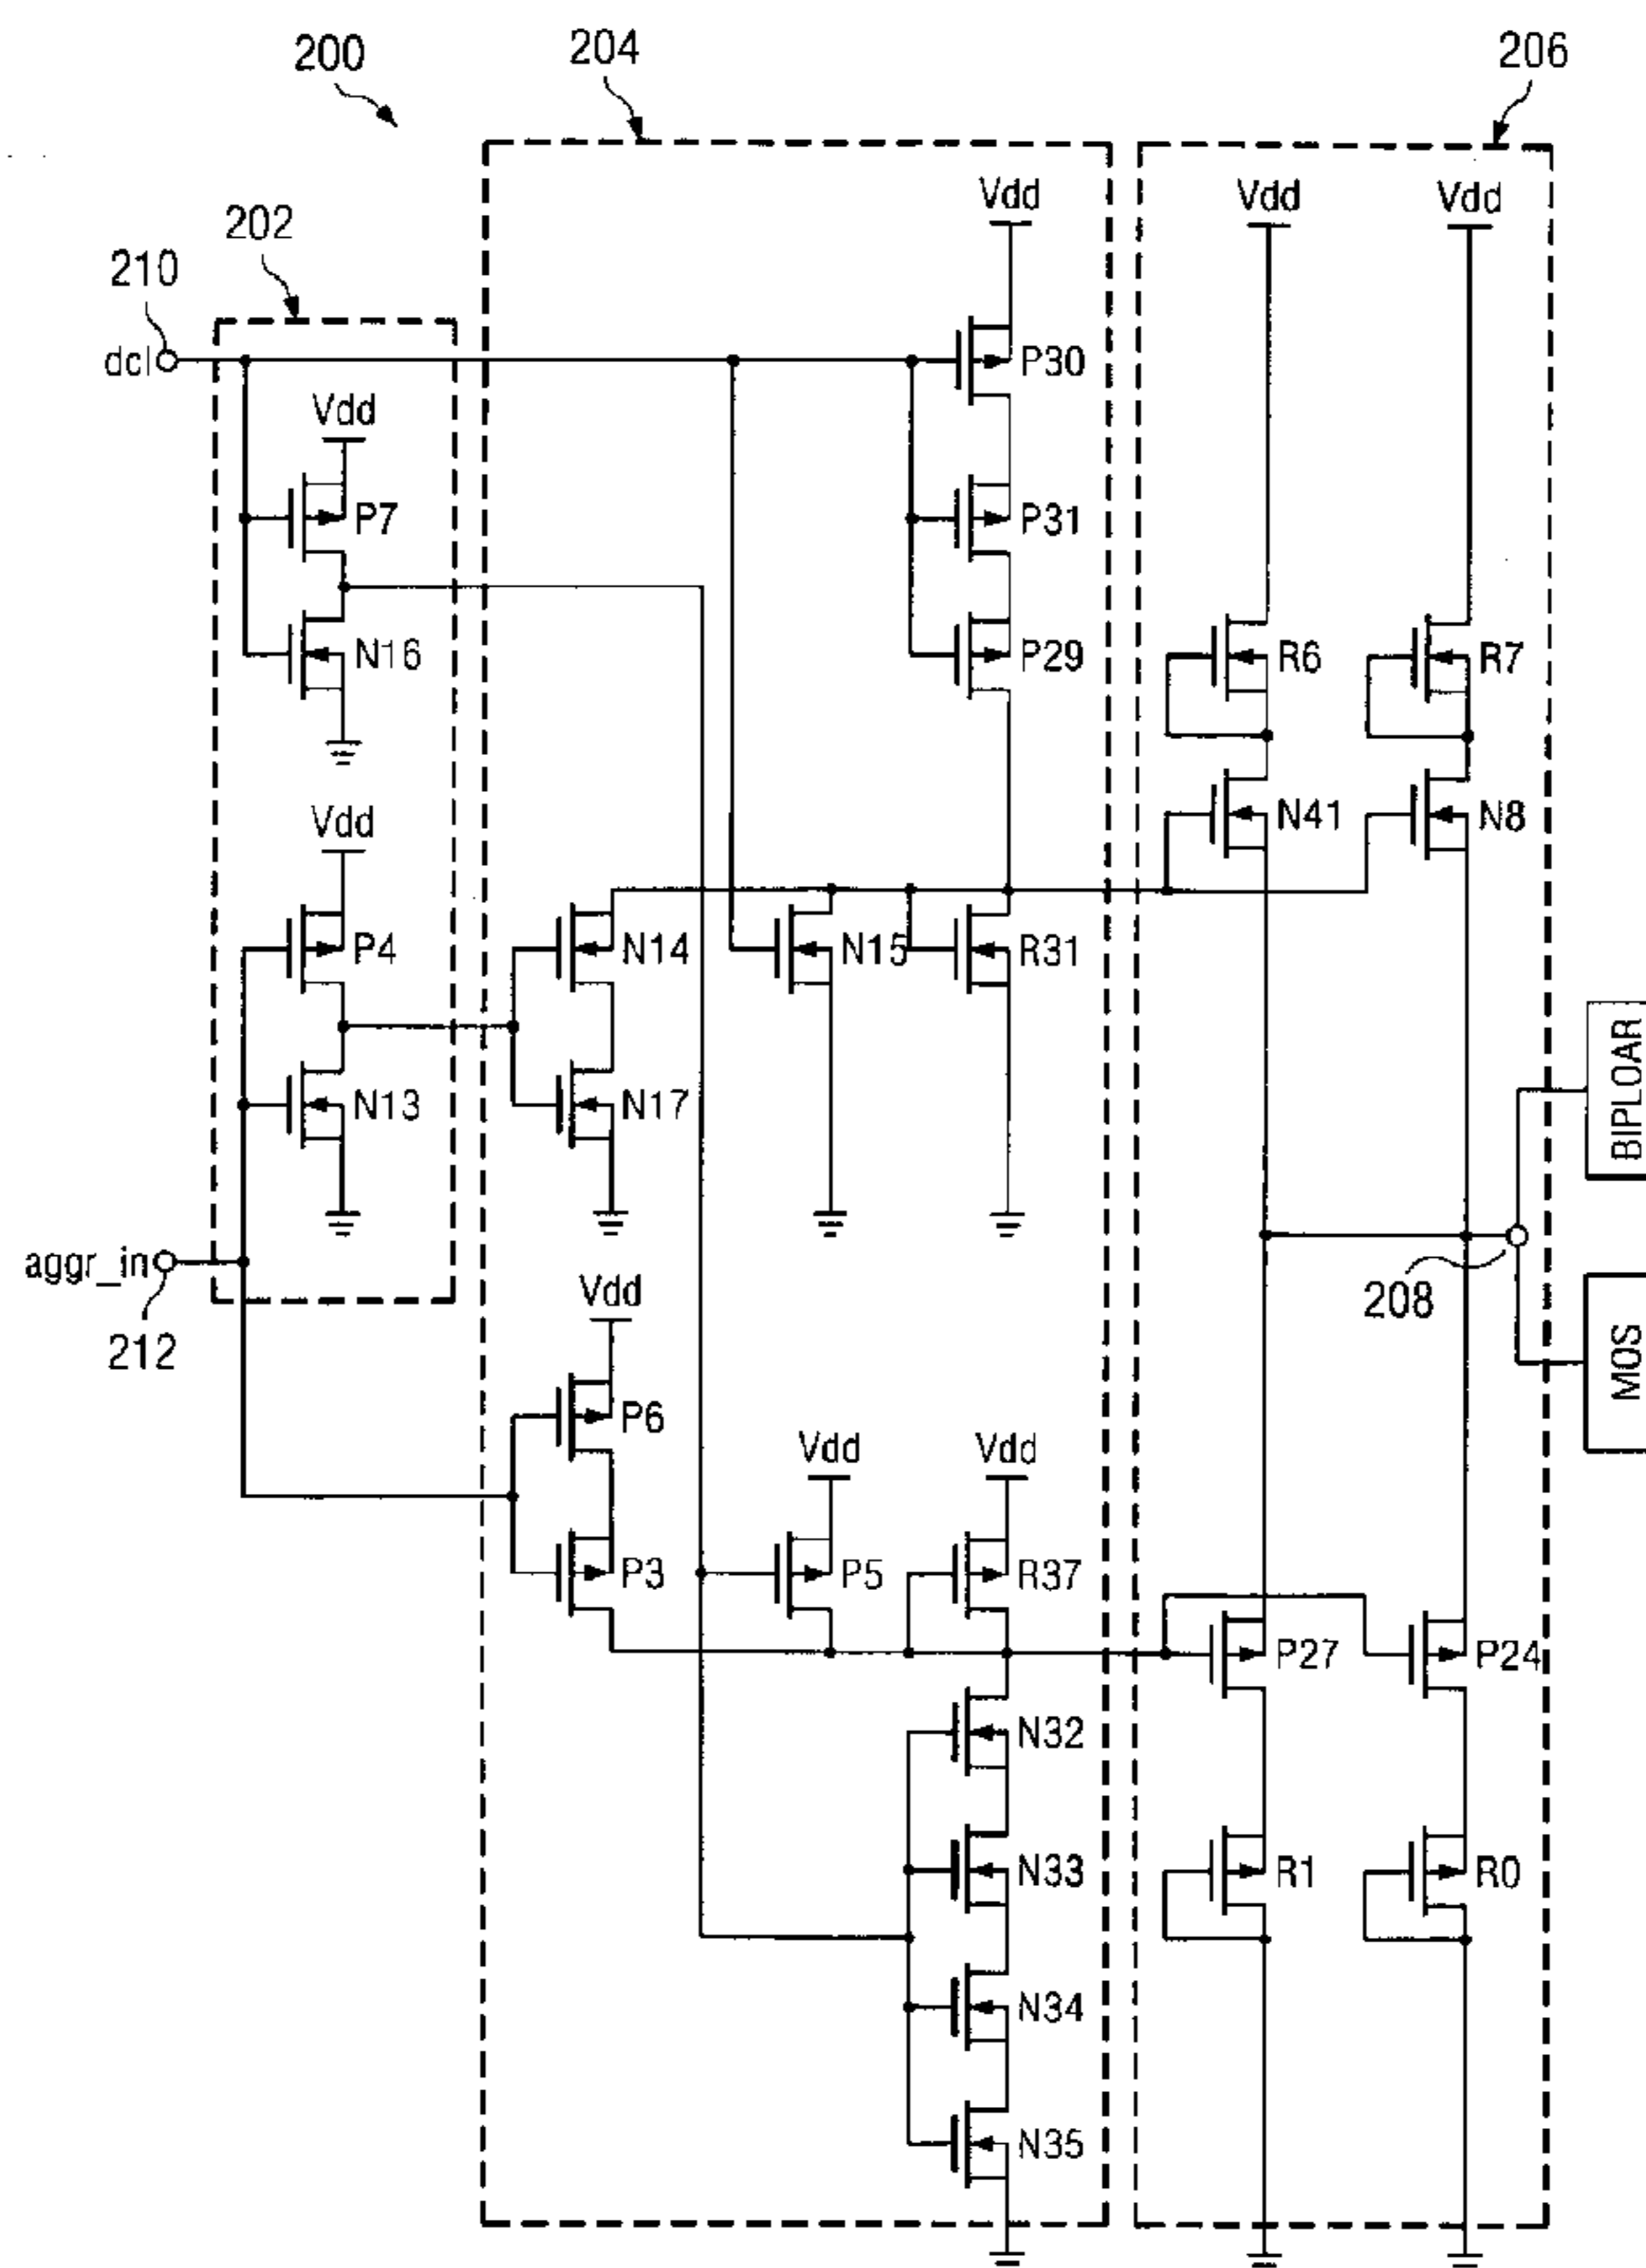 200
204
206
202
210
dcl
Vdd
Vdd
Vdd
Vdd
P30
P7
P31
N16
P29
R6
R7
Vdd
N41
N8
P4
N14
N15
R31
N13
N17
BIPLOAR
aggr_in
212
208
Vdd
MOS
P6
Vdd
Vdd
P3
P5
R37
P27
P24
N32
N33
R1
R0
N34
N35